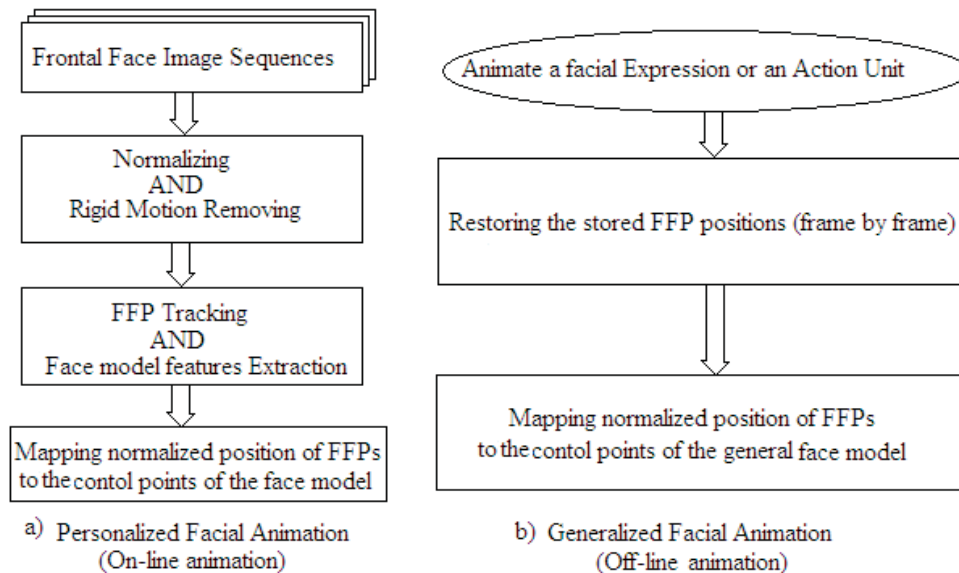 Frontal Face Image Sequences
Normalizing
AND
Rigid Motion Removing
FFP Tracking
AND
Face model features Extraction
Mapping normalized position of FFPs
to the contol points of the face model
a) Personalized Facial Animation
(On-line animation)
Animate a facial Expression or an Action Unit
Restoring the stored FFP positions (frame by frame)
Mapping normalized position of FFPs
to the contol points of the general face model
b) Generalized Facial Animation
(Off-line animation)